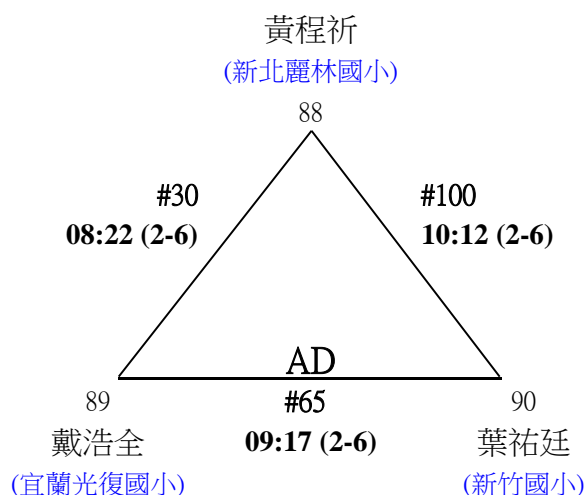 黃程祈
(新北麗林國小)
88
#30
#100
08:22 (2-6)
10:12 (2-6)
AD
89
#65
90
戴浩全
09:17 (2-6)
葉祐廷
(宜蘭光復國小)
(新竹國小)